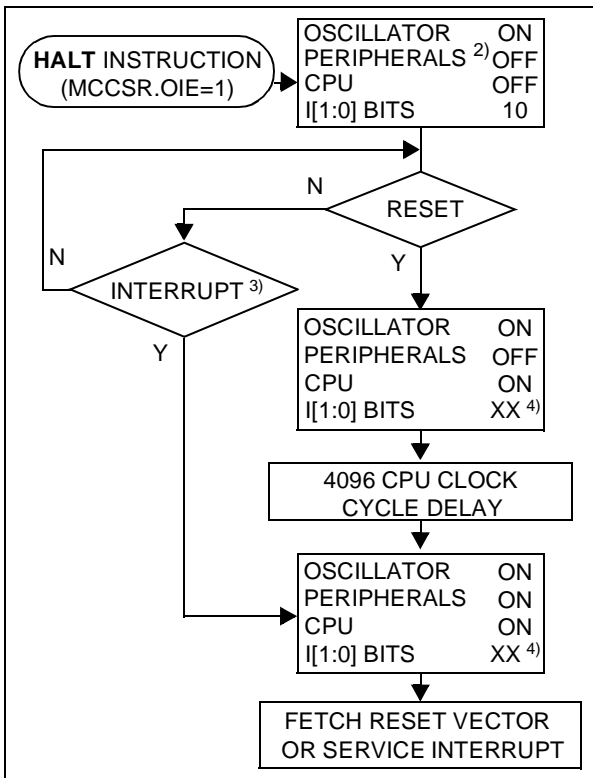 HALT INSTRUCTION
(MCCSR.OIE=1)
OSCILLATOR ON
PERIPHERALS 2) OFF
CPU OFF
I[1:0] BITS 10
N
RESET
N
Y
INTERRUPT 3)
Y
OSCILLATOR ON
PERIPHERALS OFF
CPU ON
I[1:0] BITS XX 4)
4096 CPU CLOCK
CYCLE DELAY
OSCILLATOR ON
PERIPHERALS ON
CPU ON
I[1:0] BITS XX 4)
FETCH RESET VECTOR
OR SERVICE INTERRUPT